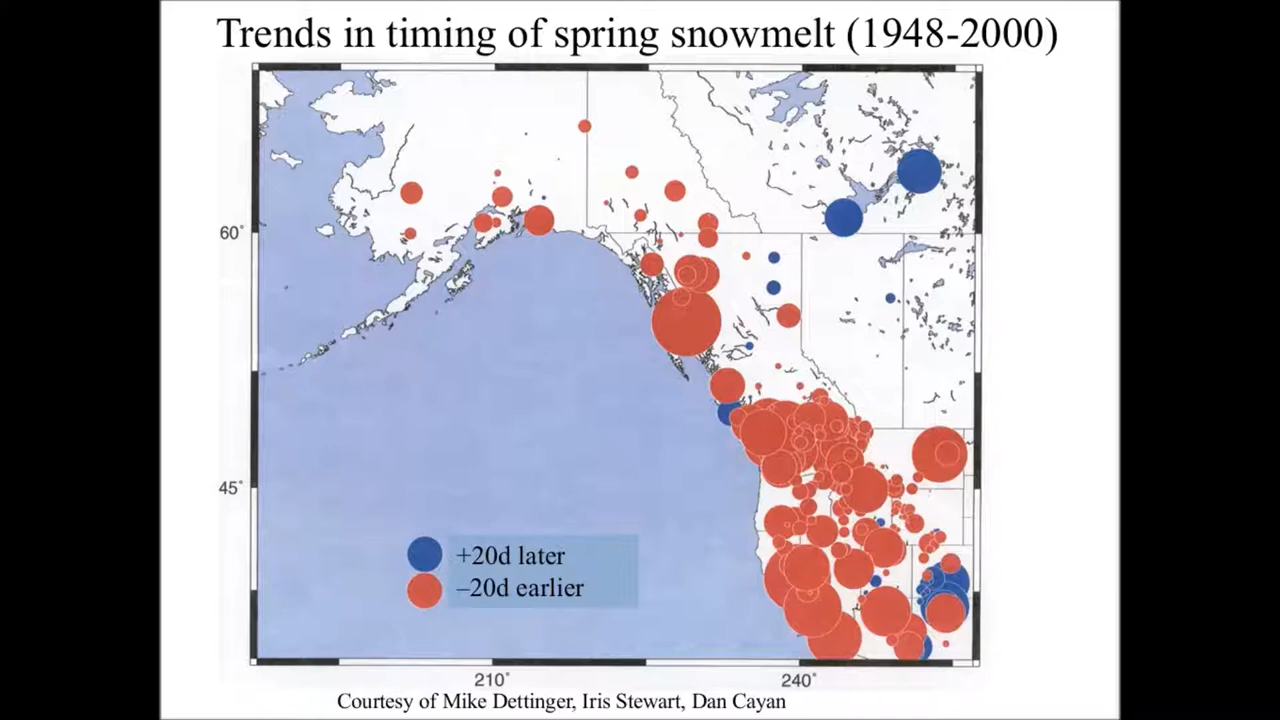 Trends in timing of spring snowmelt (1948-2000)
60°
45°
+20d later
–20d earlier
210°
240°
Courtesy of Mike Dettinger, Iris Stewart, Dan Cayan